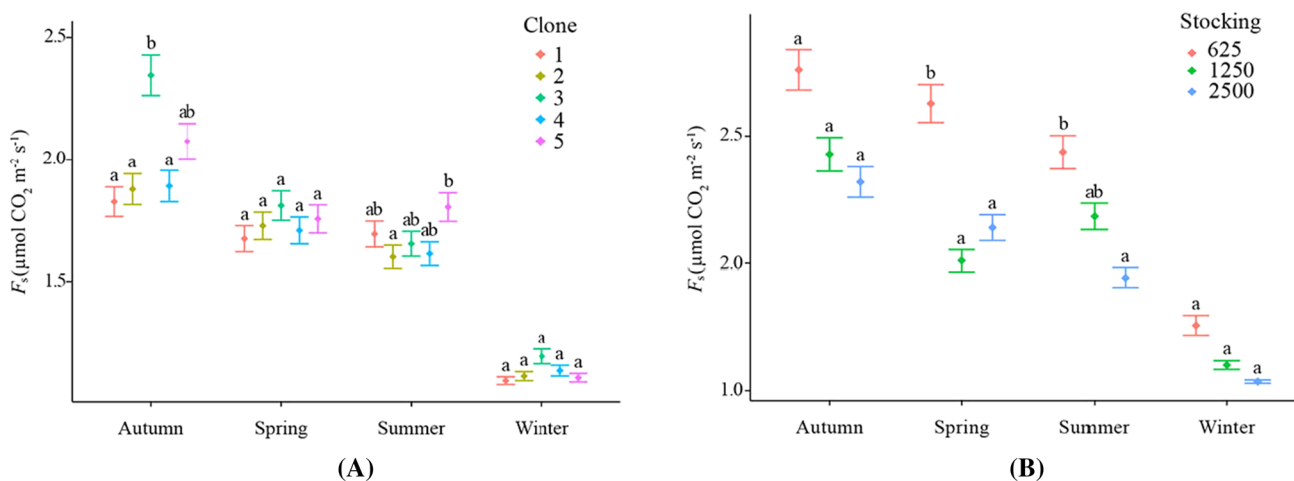 Clone
1
2
3
4
5
2.5
2.0
1.5
Fs(µmol CO2 m-2 s-1)
b
ab
a a a
a a a a a
b
ab ab ab
a
a a a a a
Autumn Spring Summer Winter
(A)
Stocking
625
1250
2500
2.5
2.0
1.0
Fs(µmol CO2 m-2 s-1)
a
a
a
b
a
a
b
ab
a
a
a
a
Autumn Spring Summer Winter
(B)